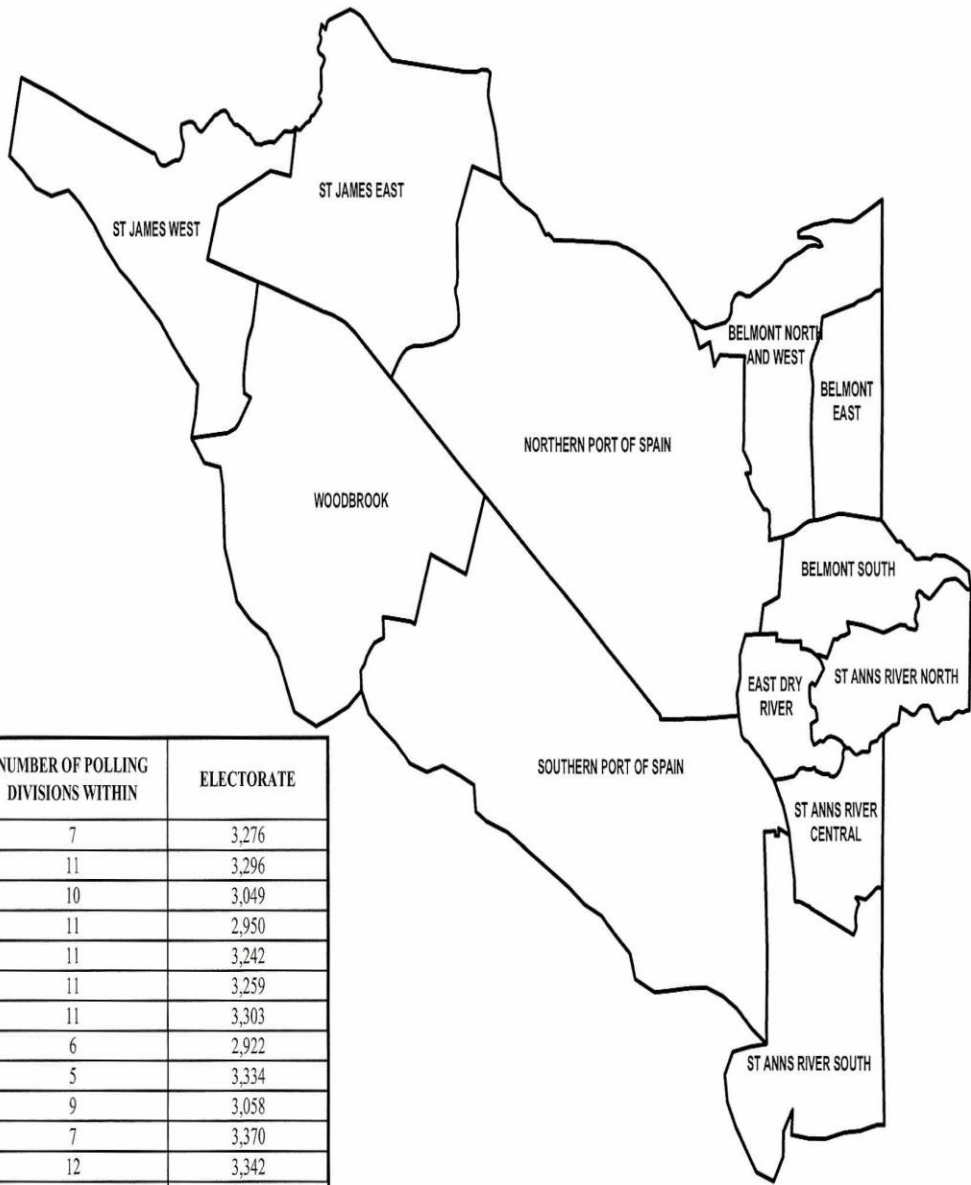 ST JAMES EAST
ST JAMES WEST
BELMONT NORTH
AND WEST
BELMONT
EAST
NORTHERN PORT OF SPAIN
WOODBROOK
BELMONT SOUTH
ST ANNS RIVER NORTH
EAST DRY
RIVER
SOUTHERN PORT OF SPAIN
ST ANNS RIVER
CENTRAL
ST ANNS RIVER SOUTH
NUMBER OF POLLING
DIVISIONS WITHIN
ELECTORATE
7 3,276
11 3,296
10 3,049
11 2,950
11 3,242
11 3,259
11 3,303
6 2,922
5 3,334
9 3,058
7 3,370
12 3,342